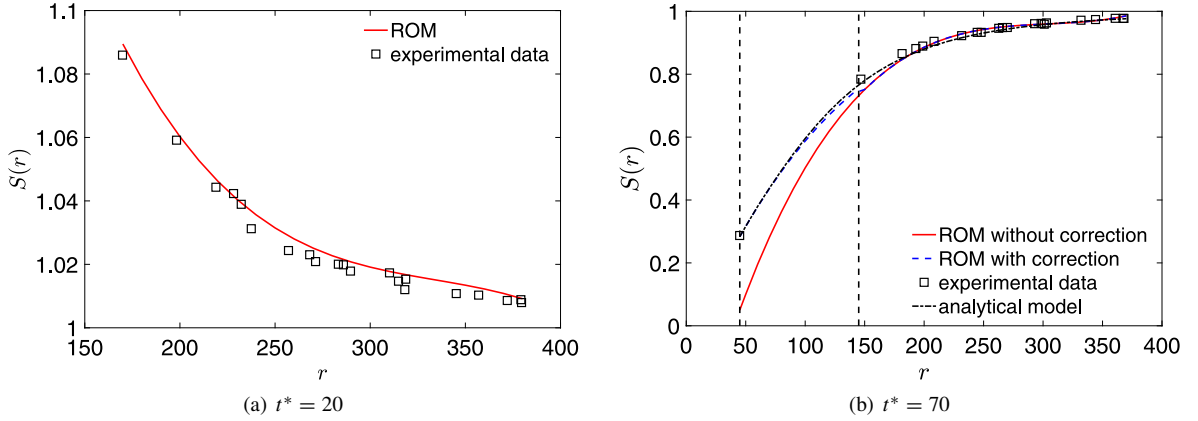 1.1
1.08
1.06
1.04
1.02
1
S(r)
ROM
experimental data
150 200 250 300 350 400
r
(a) t* = 20
1
0.8
0.6
0.4
0.2
0
S(r)
ROM without correction
ROM with correction
experimental data
analytical model
0 50 100 150 200 250 300 350 400
r
(b) t* = 70